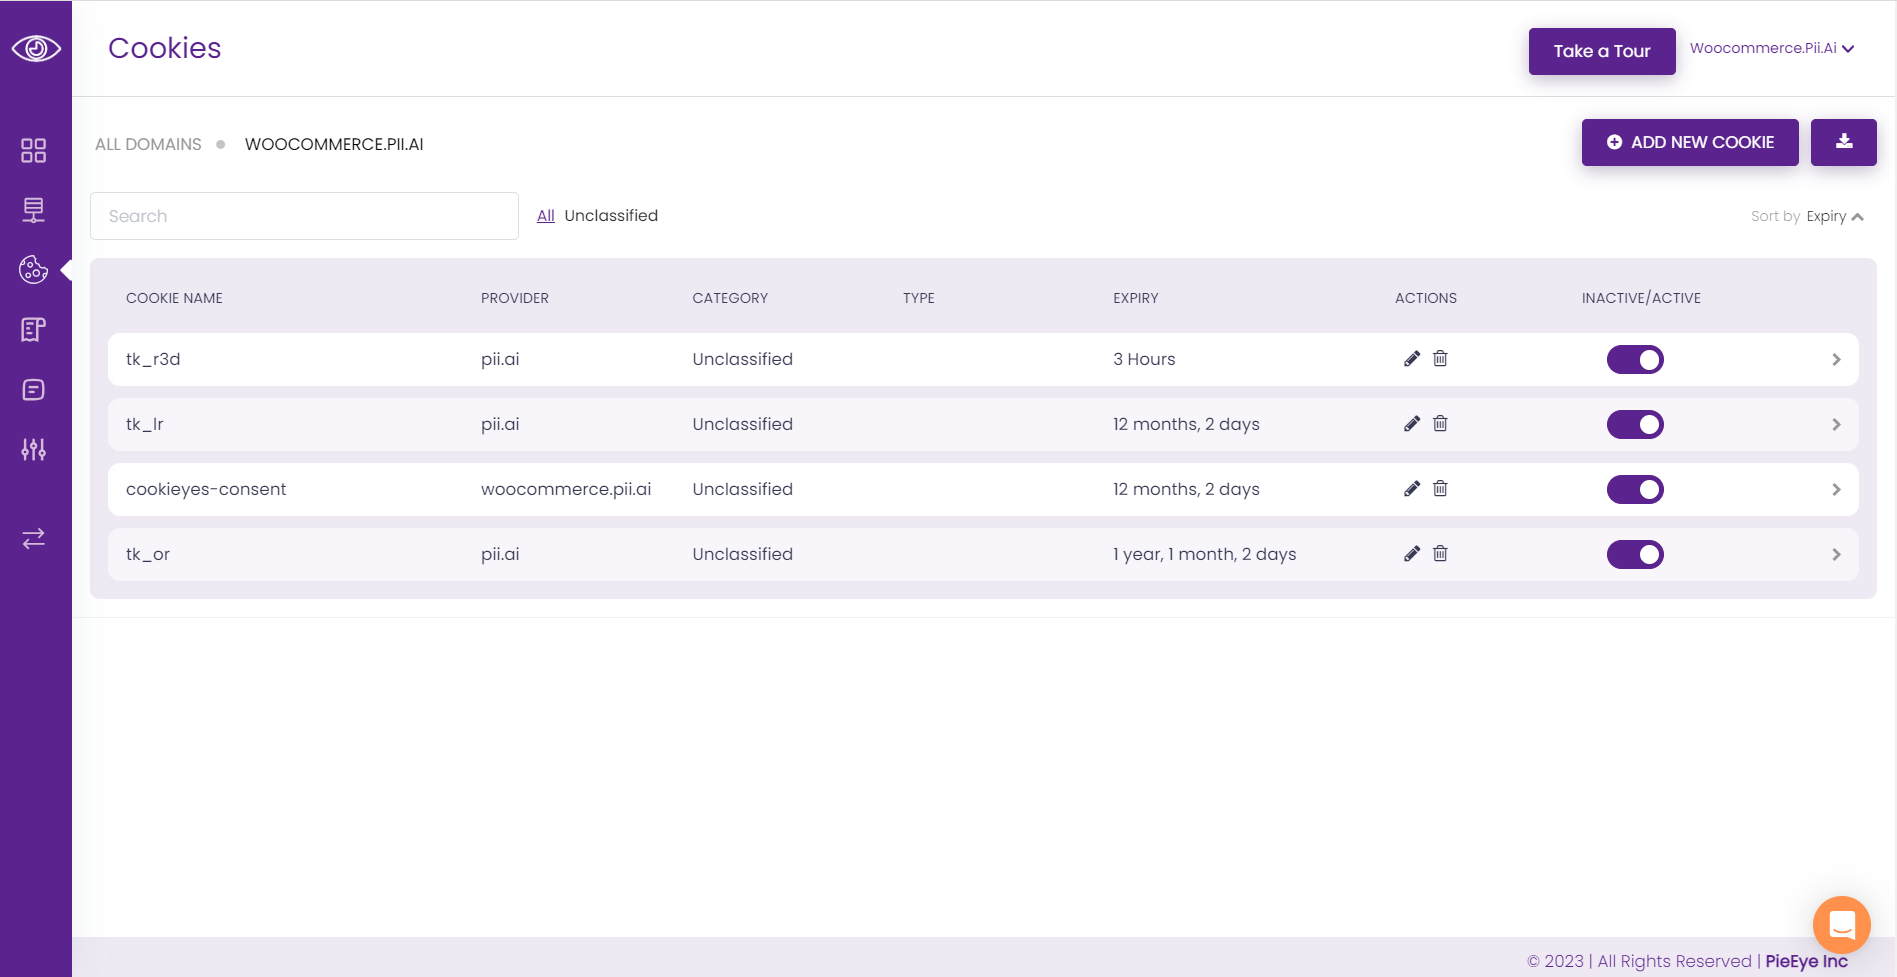 Cookies
Take a Tour
Woocommerce.Pii.Ai
ALL DOMAINS WOOCOMMERCE.PII.AI
ADD NEW COOKIE
Search
All Unclassified
Sort by Expiry
COOKIE NAME PROVIDER CATEGORY TYPE EXPIRY ACTIONS INACTIVE/ACTIVE
tk_r3d pii.ai Unclassified 3 Hours
tk_lr pii.ai Unclassified 12 months, 2 days
cookieyes-consent woocommerce.pii.ai Unclassified 12 months, 2 days
tk_or pii.ai Unclassified 1 year, 1 month, 2 days
© 2023 | All Rights Reserved | PieEye Inc